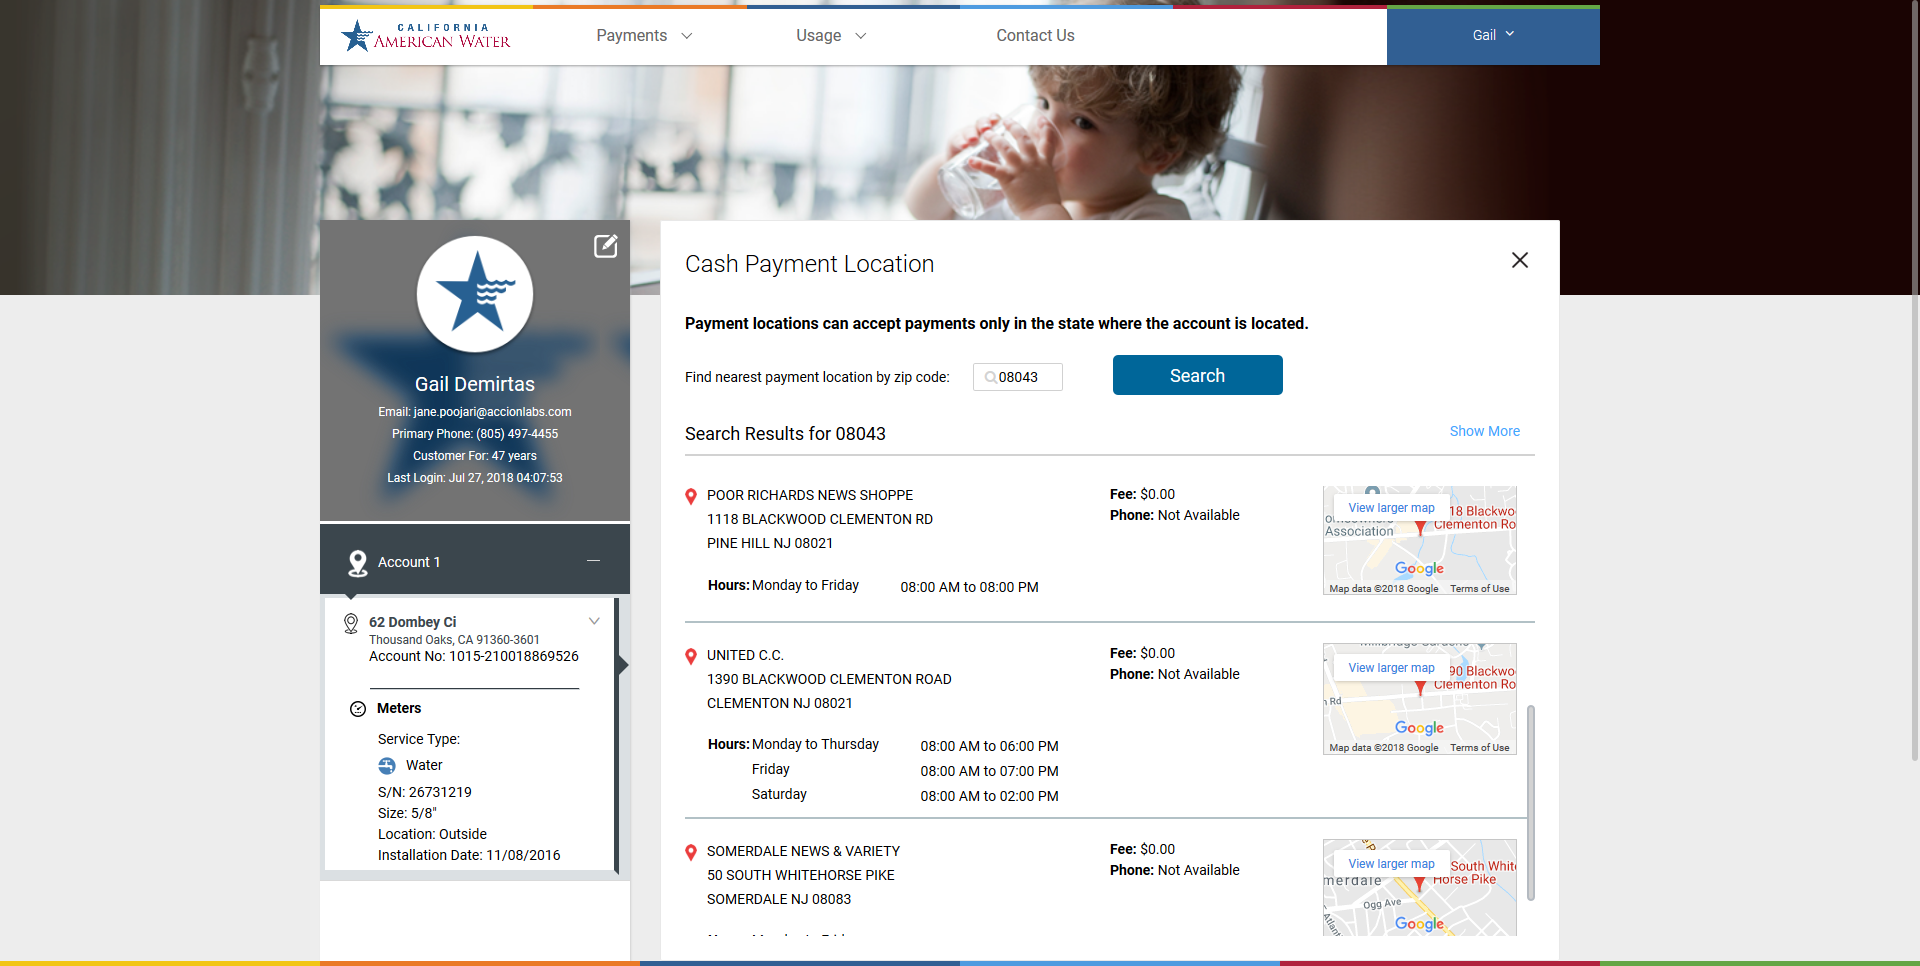 CALIFORNIA
AMERICAN WATER
Payments
Usage
Contact Us
Gail
Gail Demirtas
Email: jane.poojari@accionlabs.com
Primary Phone: (805) 497-4455
Customer For: 47 years
Last Login: Jul 27, 2018 04:07:53
Account 1
62 Dombey Ci
Thousand Oaks, CA 91360-3601
Account No: 1015-210018869526
Meters
Service Type:
Water
S/N: 26731219
Size: 5/8"
Location: Outside
Installation Date: 11/08/2016
Cash Payment Location
Payment locations can accept payments only in the state where the account is located.
Find nearest payment location by zip code:
08043
Search
Search Results for 08043
Show More
POOR RICHARDS NEWS SHOPPE
1118 BLACKWOOD CLEMENTON RD
PINE HILL NJ 08021
Hours: Monday to Friday 08:00 AM to 08:00 PM
Fee: $0.00
Phone: Not Available
View larger map
18 Blackwo
Clementon Ro
Association
Google
Map data ©2018 Google Terms of Use
UNITED C.C.
1390 BLACKWOOD CLEMENTON ROAD
CLEMENTON NJ 08021
Hours: Monday to Thursday 08:00 AM to 06:00 PM
Friday 08:00 AM to 07:00 PM
Saturday 08:00 AM to 02:00 PM
Fee: $0.00
Phone: Not Available
View larger map
90 Blackwo
Clementon Ro
n Rd
Google
Map data ©2018 Google Terms of Use
SOMERDALE NEWS & VARIETY
50 SOUTH WHITEHORSE PIKE
SOMERDALE NJ 08083
Fee: $0.00
Phone: Not Available
View larger map
South Whit
Horse Pike
merdale
Ogg Ave
Atlanti
Google